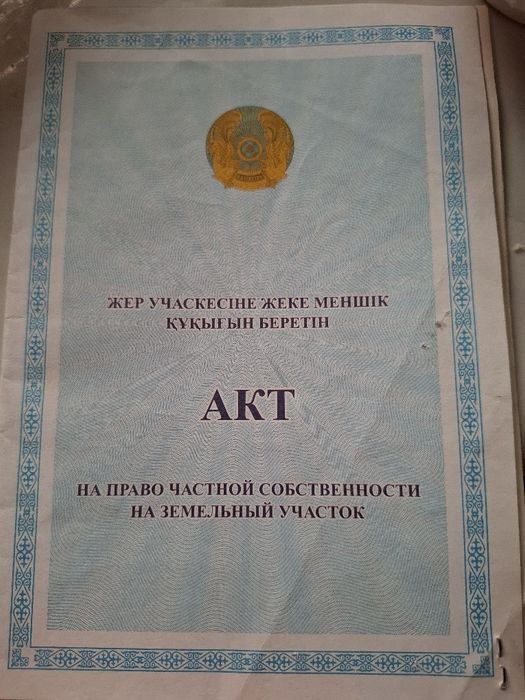 ЖЕР УЧАСКЕСІНЕ ЖЕКЕ МЕНШІК
ҚҰҚЫҒЫН БЕРЕТІН
АКТ
НА ПРАВО ЧАСТНОЙ СОБСТВЕННОСТИ
НА ЗЕМЕЛЬНЫЙ УЧАСТОК